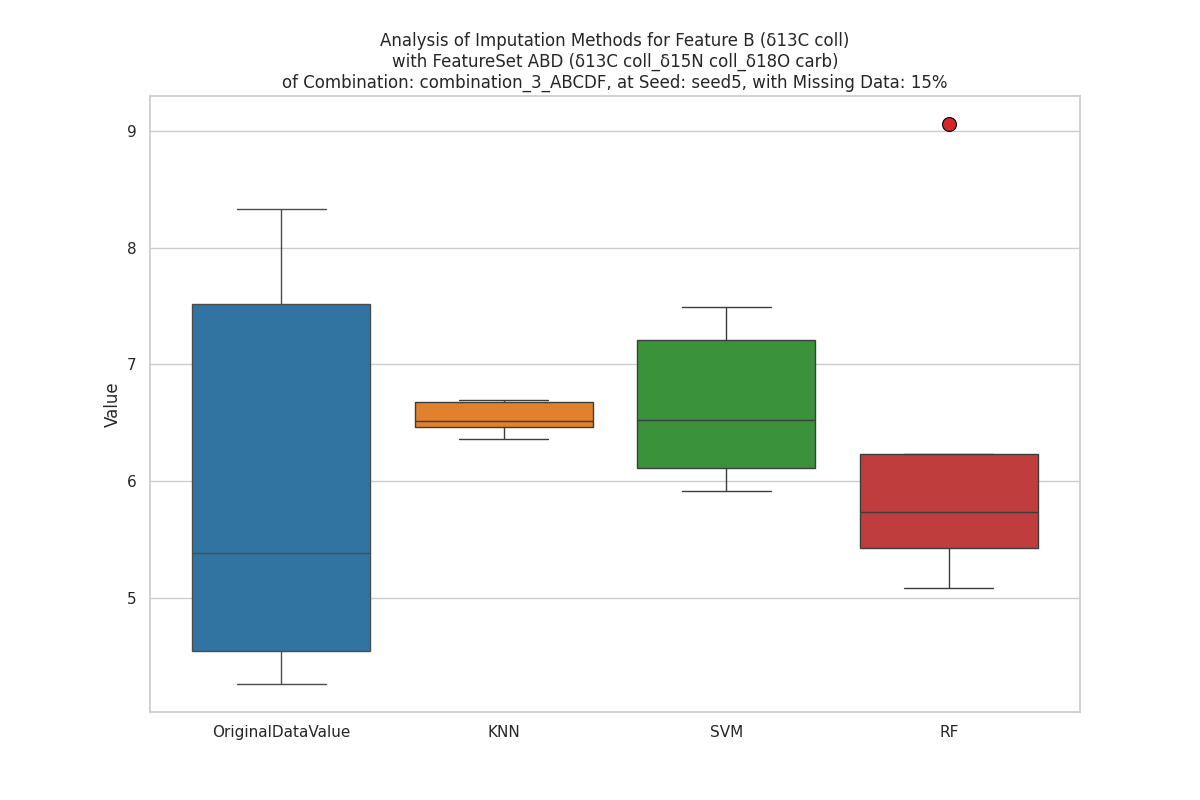 Analysis of Imputation Methods for Feature B (δ13C coll)
with FeatureSet ABD (δ13C coll_δ15N coll_δ18O carb)
of Combination: combination_3_ABCDF, at Seed: seed5, with Missing Data: 15%
9
8
7
6
5
Value
OriginalDataValue
KNN
SVM
RF